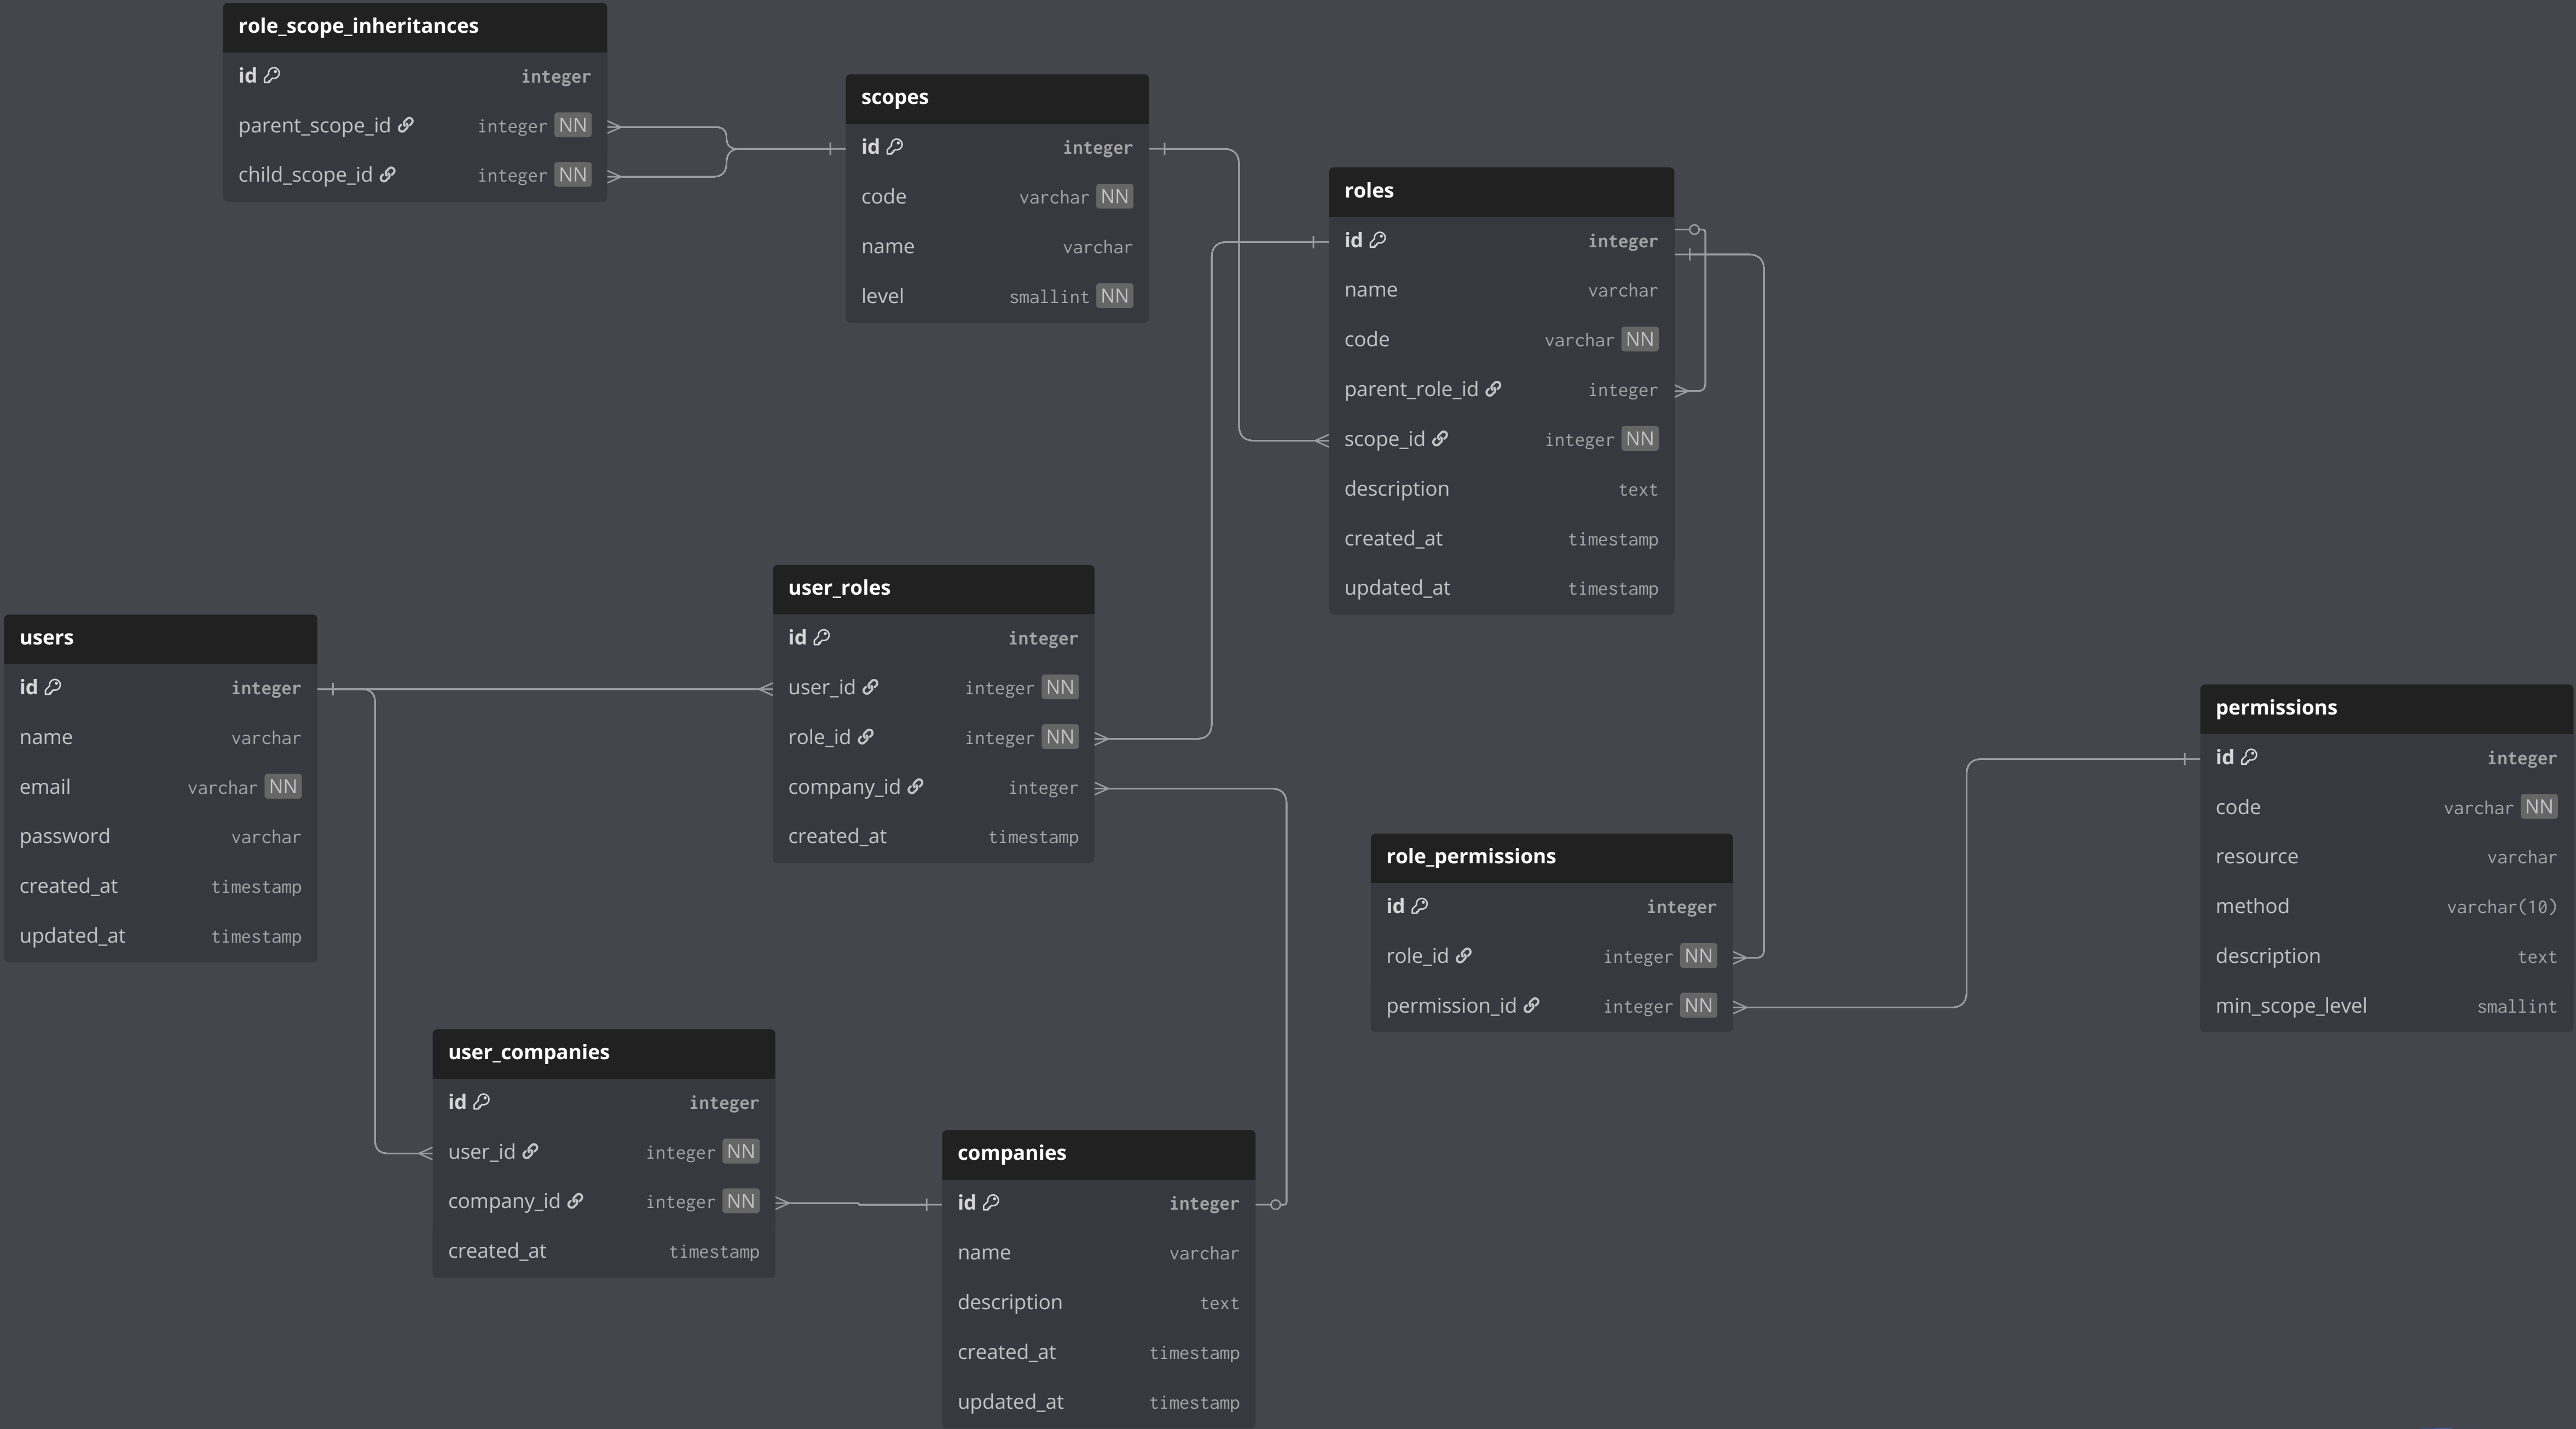 role_scope_inheritances
id integer
parent_scope_id integer NN
child_scope_id integer NN
scopes
id integer
code varchar NN
name varchar
level smallint NN
roles
id integer
name varchar
code varchar NN
parent_role_id integer
scope_id integer NN
description text
created_at timestamp
updated_at timestamp
user_roles
id integer
user_id integer NN
role_id integer NN
company_id integer
created_at timestamp
users
id integer
name varchar
email varchar NN
password varchar
created_at timestamp
updated_at timestamp
permissions
id integer
code varchar NN
resource varchar
method varchar(10)
description text
min_scope_level smallint
role_permissions
id integer
role_id integer NN
permission_id integer NN
user_companies
id integer
user_id integer NN
company_id integer NN
created_at timestamp
companies
id integer
name varchar
description text
created_at timestamp
updated_at timestamp